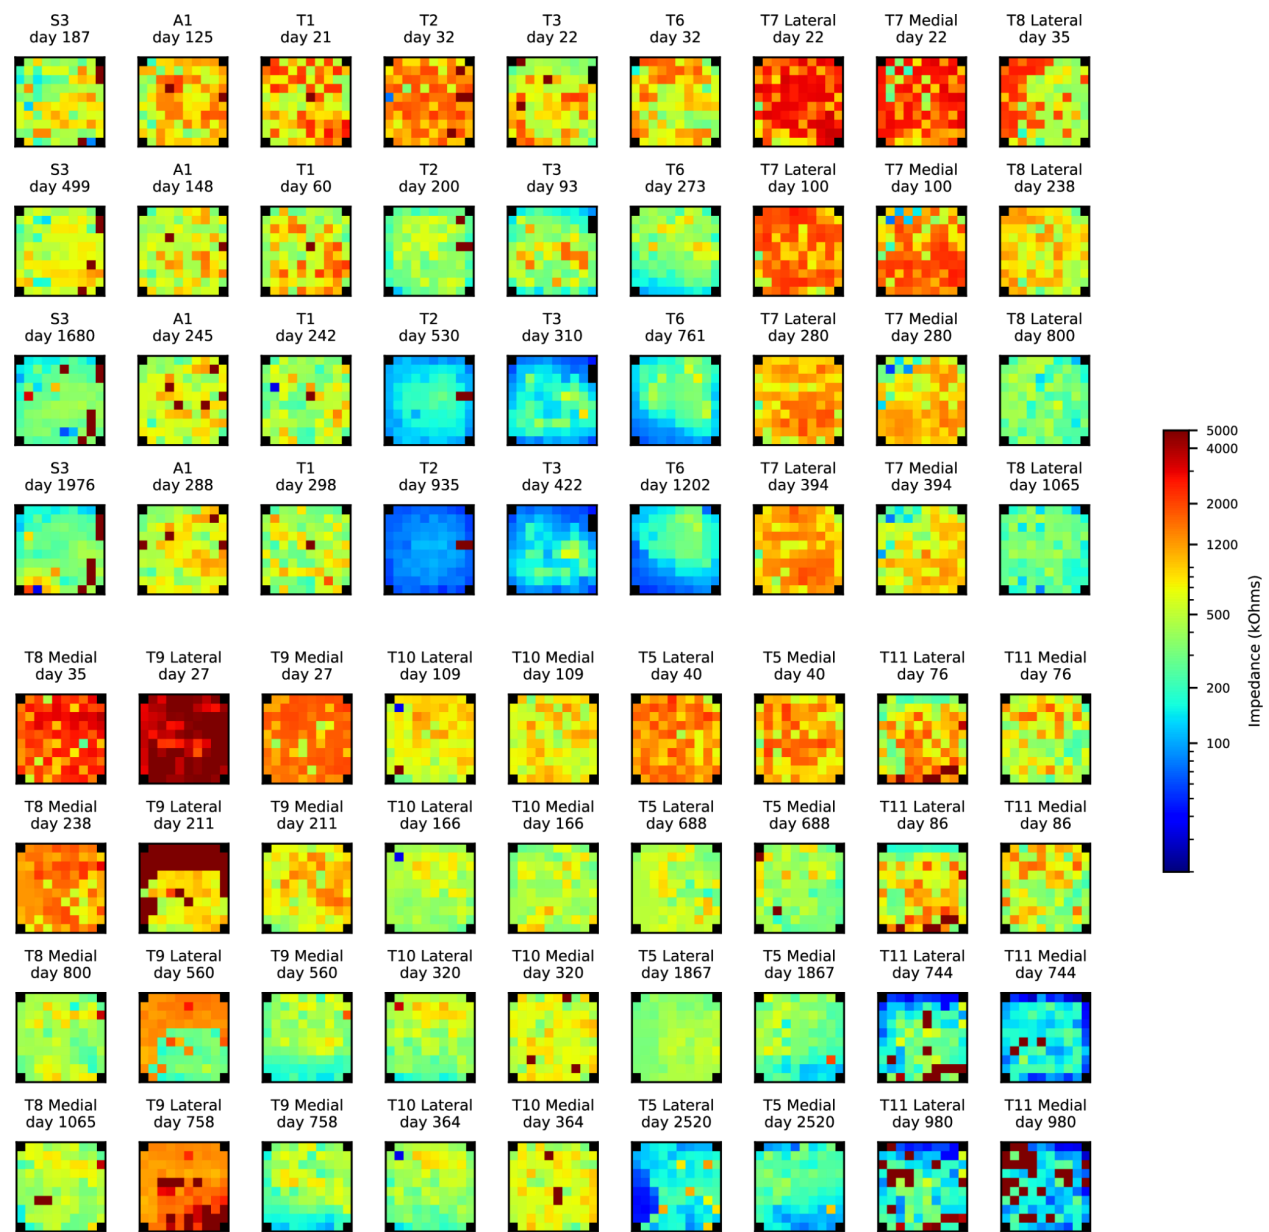 S3 A1 T1 T2 T3 T6 T7 Lateral T7 Medial T8 Lateral
day 187 day 125 day 21 day 32 day 22 day 32 day 22 day 22 day 35
S3 A1 T1 T2 T3 T6 T7 Lateral T7 Medial T8 Lateral
day 499 day 148 day 60 day 200 day 93 day 273 day 100 day 100 day 238
S3 A1 T1 T2 T3 T6 T7 Lateral T7 Medial T8 Lateral
day 1680 day 245 day 242 day 530 day 310 day 761 day 280 day 280 day 800
S3 A1 T1 T2 T3 T6 T7 Lateral T7 Medial T8 Lateral
day 1976 day 288 day 298 day 935 day 422 day 1202 day 394 day 394 day 1065
T8 Medial T9 Lateral T9 Medial T10 Lateral T10 Medial T5 Lateral T5 Medial T11 Lateral T11 Medial
day 35 day 27 day 27 day 109 day 109 day 40 day 40 day 76 day 76
T8 Medial T9 Lateral T9 Medial T10 Lateral T10 Medial T5 Lateral T5 Medial T11 Lateral T11 Medial
day 238 day 211 day 211 day 166 day 166 day 688 day 688 day 86 day 86
T8 Medial T9 Lateral T9 Medial T10 Lateral T10 Medial T5 Lateral T5 Medial T11 Lateral T11 Medial
day 800 day 560 day 560 day 320 day 320 day 1867 day 1867 day 744 day 744
T8 Medial T9 Lateral T9 Medial T10 Lateral T10 Medial T5 Lateral T5 Medial T11 Lateral T11 Medial
day 1065 day 758 day 758 day 364 day 364 day 2520 day 2520 day 980 day 980
5000
4000
2000
1200
500
200
100
Impedance (kOhms)